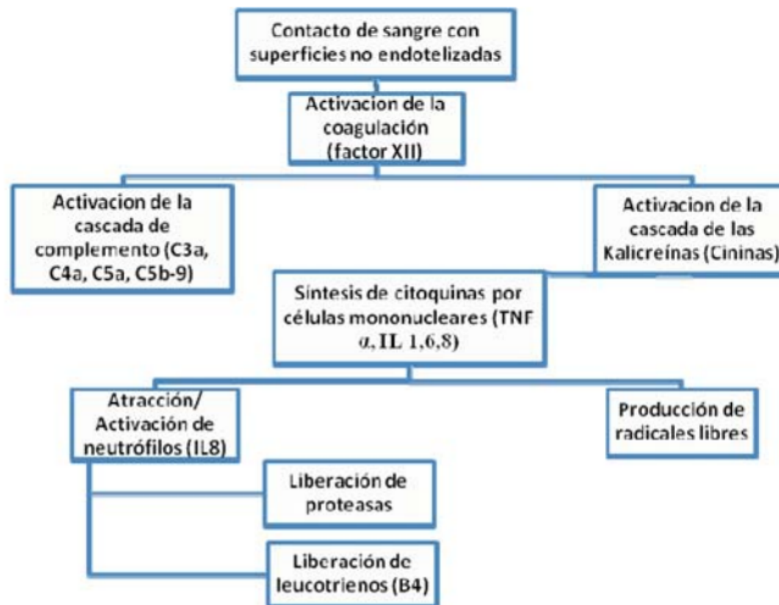 Contacto de sangre con
superficies no endotelizadas
Activacion de la
coagulación
(factor XII)
Activacion de la
cascada de
complemento (C3a,
C4a, C5a, C5b-9)
Activacion de la
cascada de las
Kalicreínas (Cininas)
Síntesis de citoquinas por
células mononucleares (TNF
α, IL 1,6,8)
Atracción/
Activación de
neutrófilos (IL8)
Producción de
radicales libres
Liberación de
proteasas
Liberación de
leucotrienos (B4)